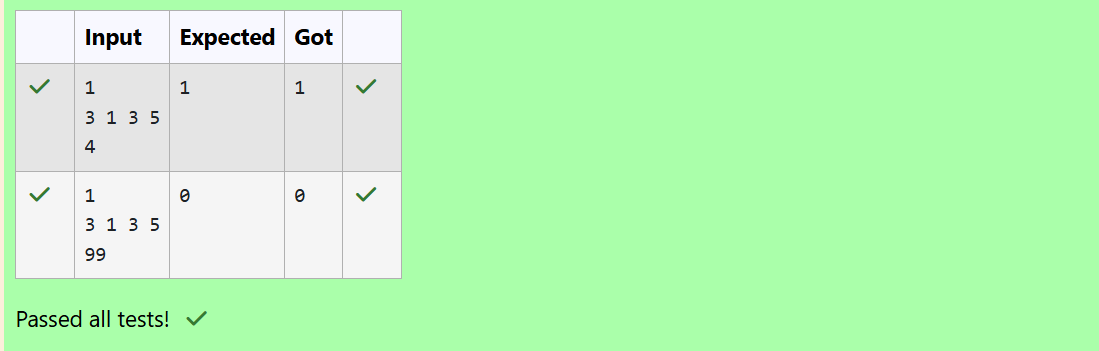 Input Expected Got
1 1 1
3 1 3 5
4
1 0 0
3 1 3 5
99
Passed all tests!